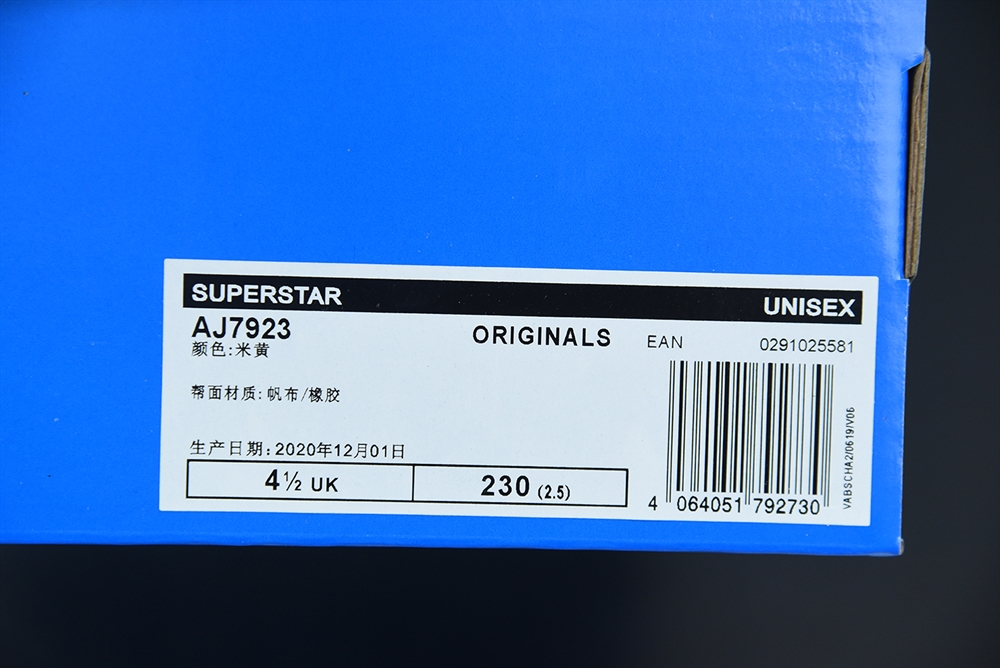 SUPERSTAR UNISEX
AJ7923 ORIGINALS EAN 0291025581
颜色:米黄
帮面材质:帆布/橡胶
生产日期:2020年12月01日
4½ UK 230 (2.5)
4 064051 792730
VABSCHA2/0619/V06